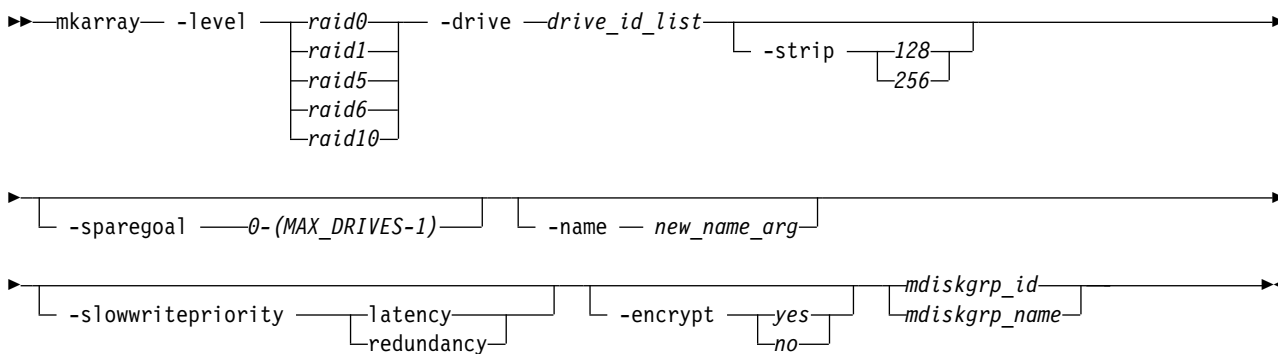 mkarray -level raid0 -drive drive_id_list
raid1 -strip 128
raid5 256
raid6
raid10
-sparegoal 0-(MAX_DRIVES-1) -name new_name_arg
mdiskgrp_id
-slowwritepriority latency -encrypt yes mdiskgrp_name
redundancy no